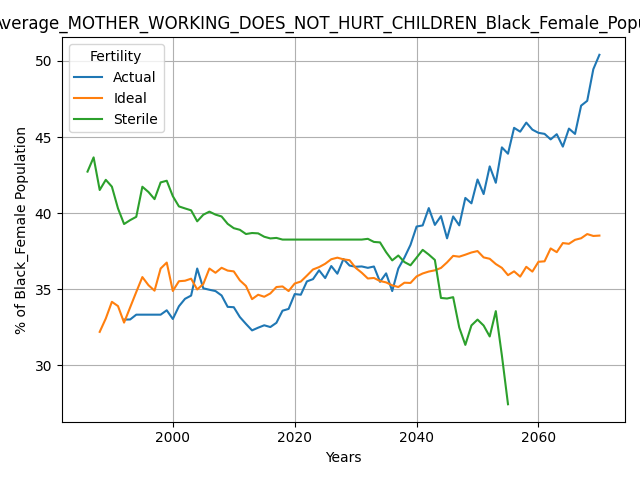 Average_MOTHER_WORKING_DOES_NOT_HURT_CHILDREN_Black_Female_Popu
Fertility
Actual
Ideal
Sterile
% of Black_Female Population
50
45
40
35
30
2000
2020
2040
2060
Years